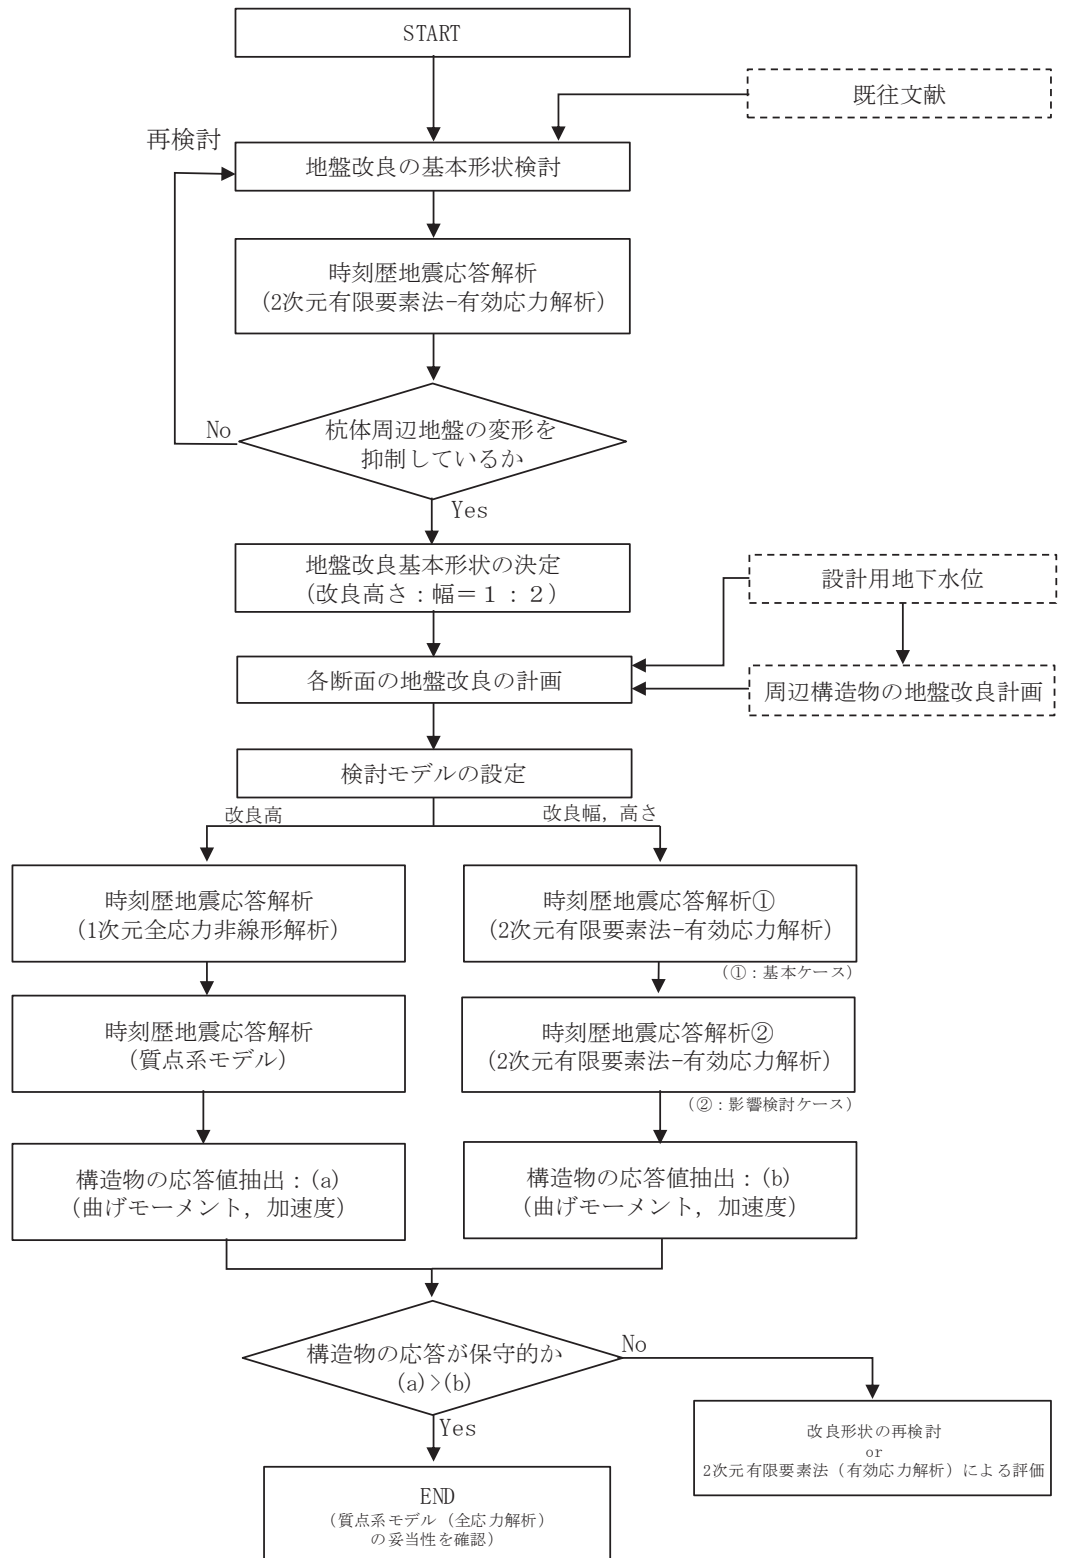 START
既往文献
再検討
地盤改良の基本形状検討
時刻歴地震応答解析
(2次元有限要素法-有効応力解析)
No
杭体周辺地盤の変形を
抑制しているか
Yes
地盤改良基本形状の決定
(改良高さ:幅=1:2)
設計用地下水位
各断面の地盤改良の計画
周辺構造物の地盤改良計画
検討モデルの設定
改良高
改良幅，高さ
時刻歴地震応答解析
(1次元全応力非線形解析)
時刻歴地震応答解析①
(2次元有限要素法-有効応力解析)
(①:基本ケース)
時刻歴地震応答解析
(質点系モデル)
時刻歴地震応答解析②
(2次元有限要素法-有効応力解析)
(②:影響検討ケース)
構造物の応答値抽出:(a)
(曲げモーメント，加速度)
構造物の応答値抽出:(b)
(曲げモーメント，加速度)
構造物の応答が保守的か
(a)>(b)
No
Yes
改良形状の再検討
or
2次元有限要素法（有効応力解析）による評価
END
（質点系モデル（全応力解析）
の妥当性を確認）